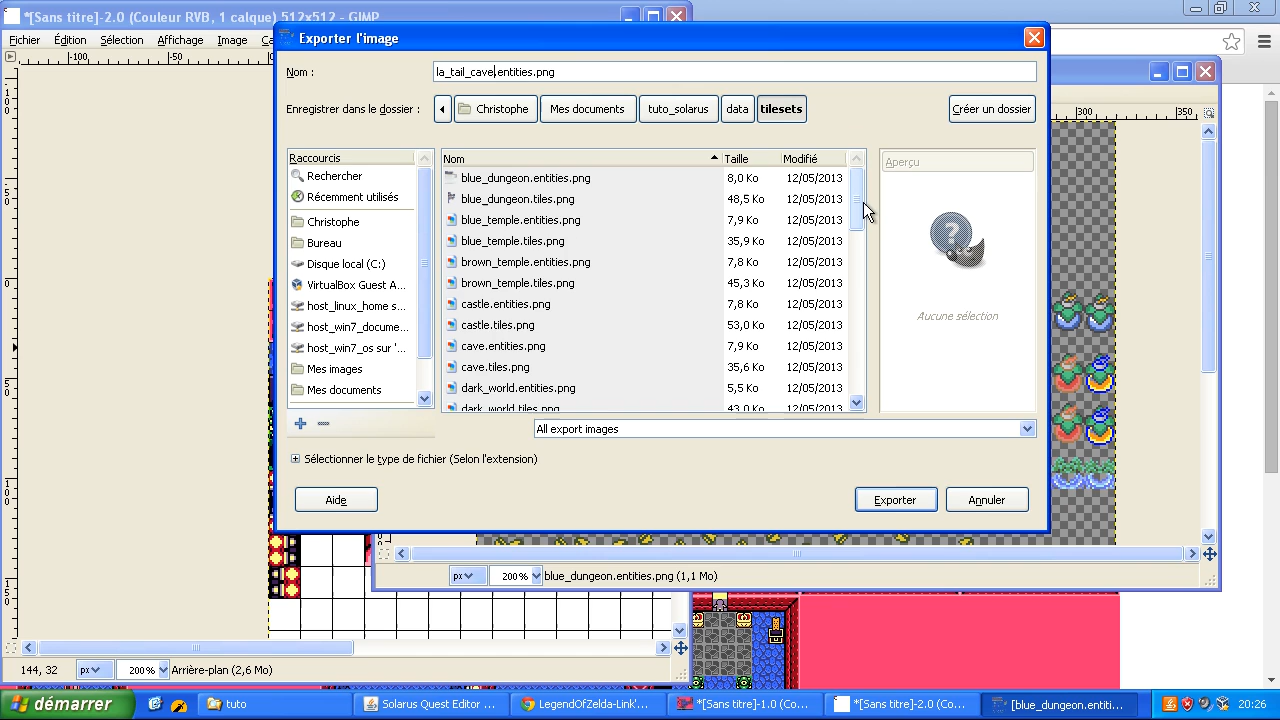 *[Sans titre]-2.0 (Couleur RVB, 1 calque) 512x512 - GIMP
Fichier Édition Sélection Affichage Image
Exporter l'image
Nom :
la_tail_cave.entities.png
Enregistrer dans le dossier :
Christophe
Mes documents
tuto_solarus
data
tilesets
Créer un dossier
Raccourcis
Rechercher
Récemment utilisés
Christophe
Bureau
Disque local (C:)
VirtualBox Guest A...
host_linux_home s...
host_win7_docume...
host_win7_os sur '...
Mes images
Mes documents
Nom Taille Modifié
blue_dungeon.entities.png 8,0 Ko 12/05/2013
blue_dungeon.tiles.png 48,5 Ko 12/05/2013
blue_temple.entities.png 7,9 Ko 12/05/2013
blue_temple.tiles.png 35,9 Ko 12/05/2013
brown_temple.entities.png 7,8 Ko 12/05/2013
brown_temple.tiles.png 45,3 Ko 12/05/2013
castle.entities.png 7,8 Ko 12/05/2013
castle.tiles.png 53,0 Ko 12/05/2013
cave.entities.png 7,9 Ko 12/05/2013
cave.tiles.png 35,6 Ko 12/05/2013
dark_world.entities.png 5,5 Ko 12/05/2013
dark_world.tiles.png 43,0 Ko 12/05/2013
Aperçu
Aucune sélection
All export images
Sélectionner le type de fichier (Selon l'extension)
Aide
Exporter
Annuler
-100
-50
300
350
px
200%
blue_dungeon.entities.png (1,1 Mo)
144, 32
px
200%
Arrière-plan (2,6 Mo)
démarrer
tuto
Solarus Quest Editor ...
LegendOfZelda-Link'...
*[Sans titre]-1.0 (Co...
*[Sans titre]-2.0 (Co...
[blue_dungeon.entiti...
20:26